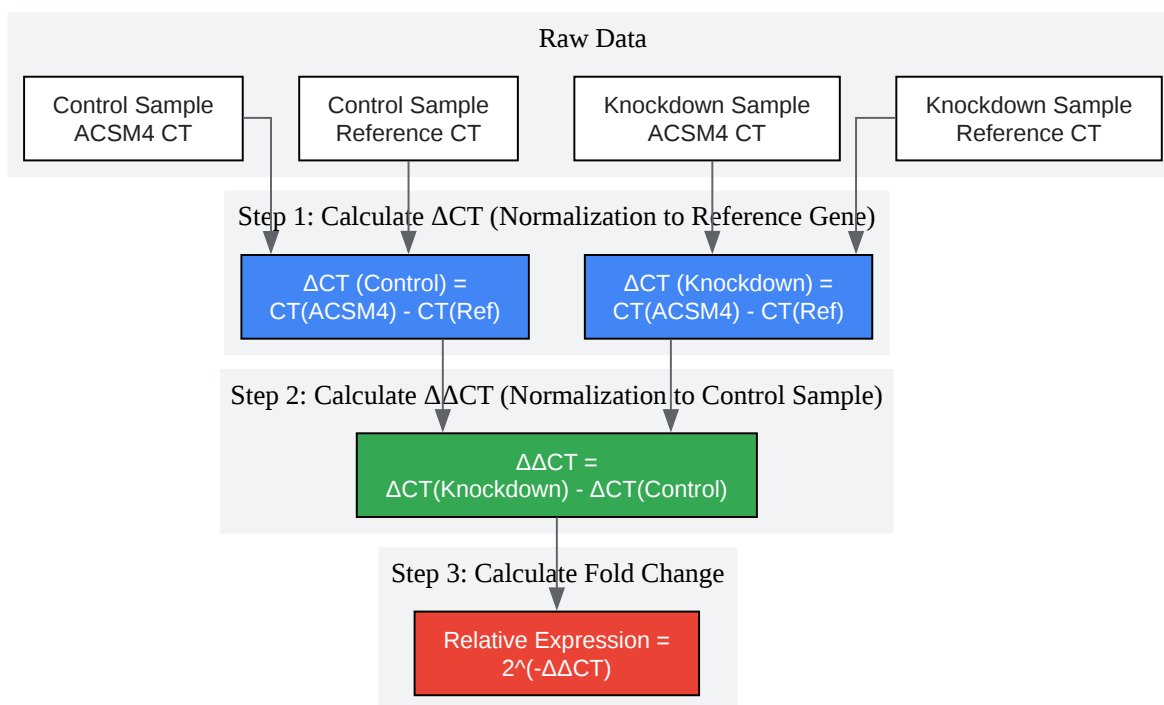 Raw Data
Control Sample
ACSM4 CT
Control Sample
Reference CT
Knockdown Sample
ACSM4 CT
Knockdown Sample
Reference CT
Step 1: Calculate ΔCT (Normalization to Reference Gene)
ΔCT (Control) =
CT(ACSM4) - CT(Ref)
ΔCT (Knockdown) =
CT(ACSM4) - CT(Ref)
Step 2: Calculate ΔΔCT (Normalization to Control Sample)
ΔΔCT =
ΔCT(Knockdown) - ΔCT(Control)
Step 3: Calculate Fold Change
Relative Expression =
2^(-ΔΔCT)